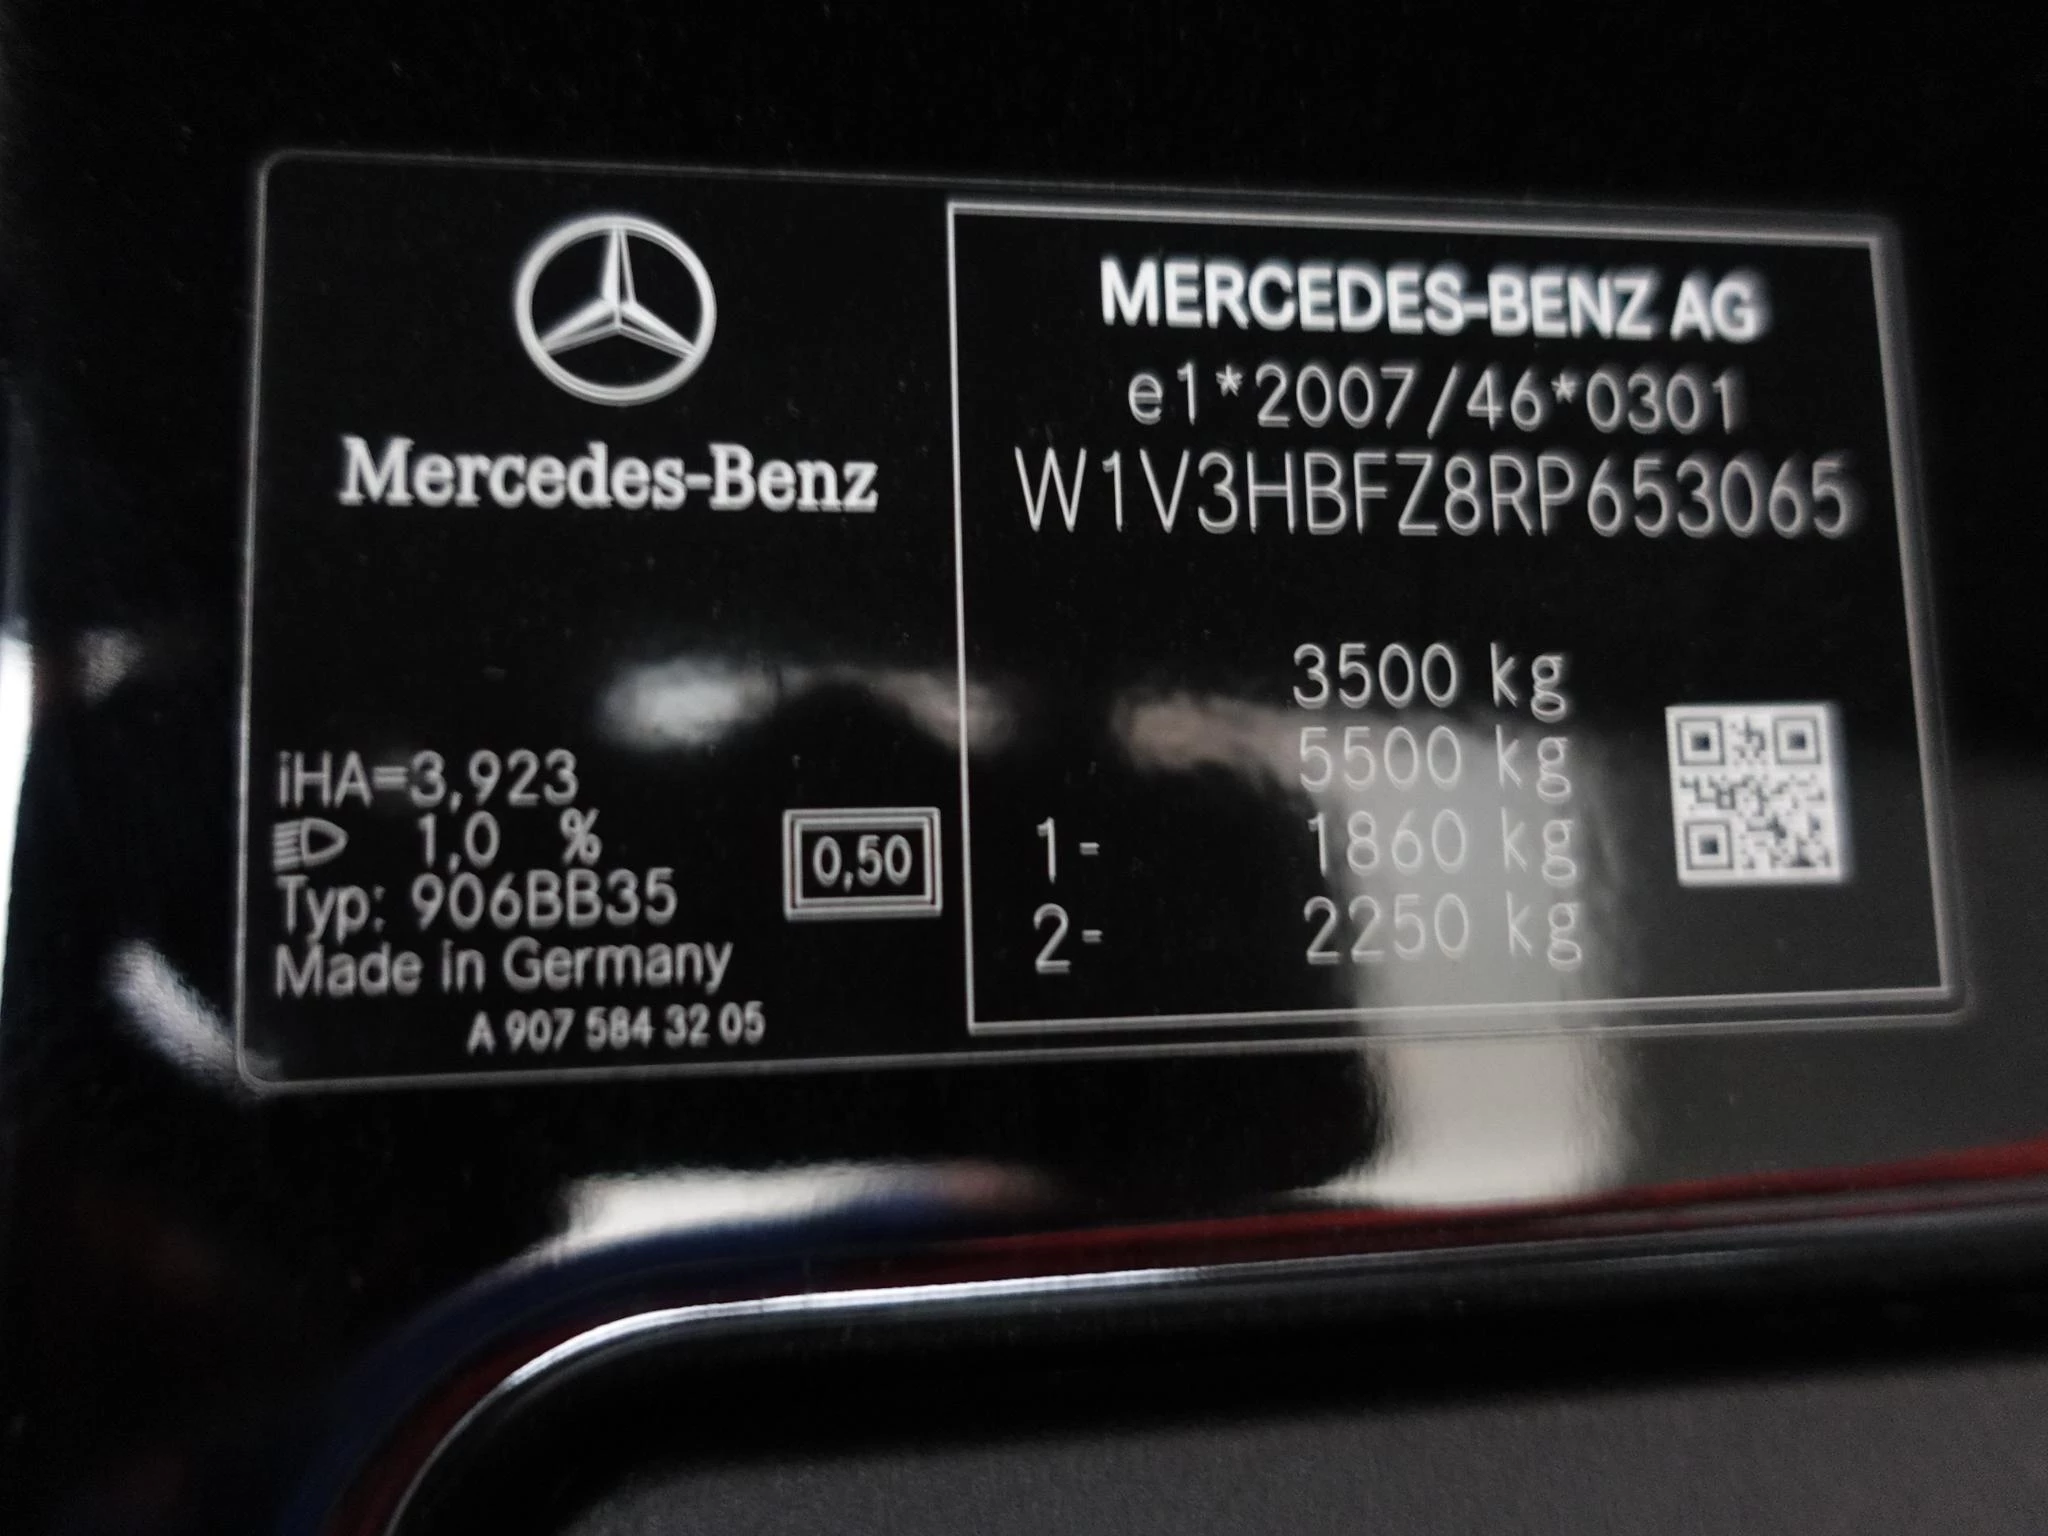 Mercedes-Benz
iHA=3,923
1,0 %
Typ: 906BB35
Made in Germany
A 907 584 32 05
0,50
MERCEDES-BENZ AG
e1*2007/46*0301
W1V3HBFZ8RP653065
3500 kg
5500 kg
1- 1860 kg
2- 2250 kg